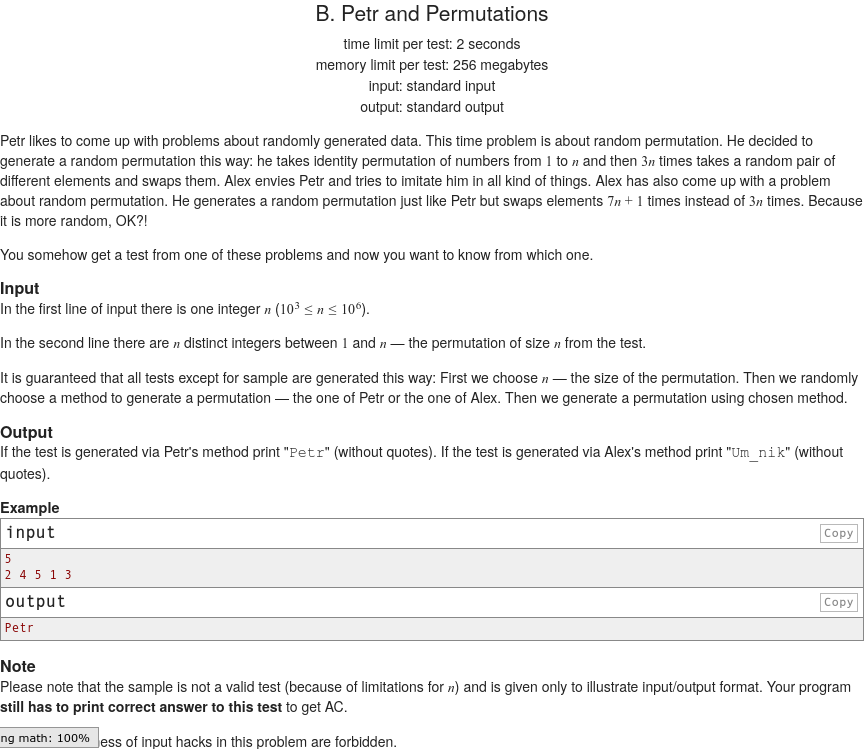 B. Petr and Permutations
time limit per test: 2 seconds
memory limit per test: 256 megabytes
input: standard input
output: standard output
Petr likes to come up with problems about randomly generated data. This time problem is about random permutation. He decided to
generate a random permutation this way: he takes identity permutation of numbers from 1 to n and then 3n times takes a random pair of
different elements and swaps them. Alex envies Petr and tries to imitate him in all kind of things. Alex has also come up with a problem
about random permutation. He generates a random permutation just like Petr but swaps elements 7n + 1 times instead of 3n times. Because
it is more random, OK?!
You somehow get a test from one of these problems and now you want to know from which one.
Input
In the first line of input there is one integer n (10³ ≤ n ≤ 10⁶).
In the second line there are n distinct integers between 1 and n — the permutation of size n from the test.
It is guaranteed that all tests except for sample are generated this way: First we choose n — the size of the permutation. Then we randomly
choose a method to generate a permutation — the one of Petr or the one of Alex. Then we generate a permutation using chosen method.
Output
If the test is generated via Petr's method print "Petr" (without quotes). If the test is generated via Alex's method print "Um_nik" (without
quotes).
Example
input Copy
5
2 4 5 1 3
output Copy
Petr
Note
Please note that the sample is not a valid test (because of limitations for n) and is given only to illustrate input/output format. Your program
still has to print correct answer to this test to get AC.
ng math: 100% ess of input hacks in this problem are forbidden.